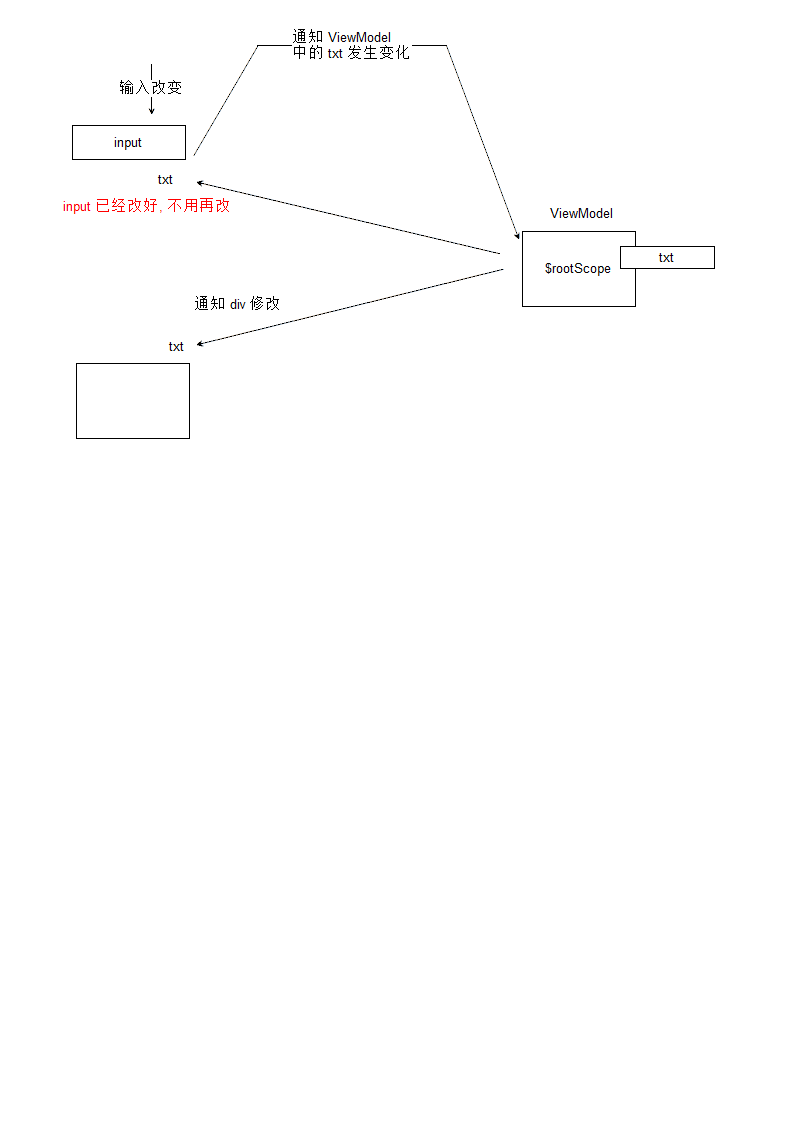 通知 ViewModel
中的 txt 发生变化
输入改变
input
txt
input 已经改好, 不用再改
ViewModel
$rootScope
txt
通知 div 修改
txt